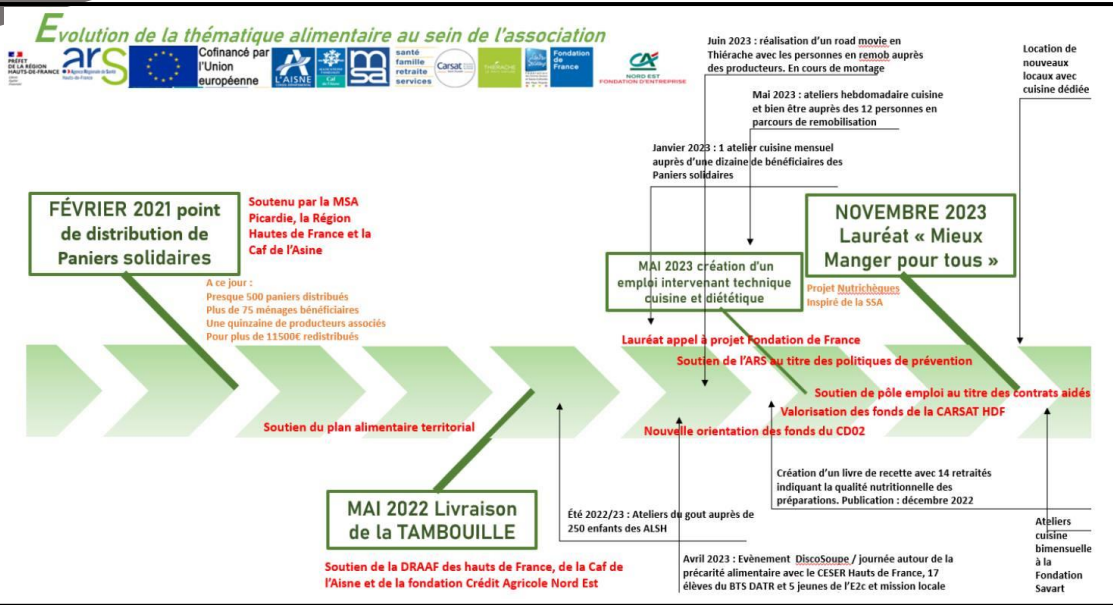 Evolution de la thématique alimentaire au sein de l'association
PRÉFET
DE LA RÉGION
HAUTS-DE-FRANCE
ars
Cofinancé par
l'Union
européenne
L'AISNE
Caf
msa
santé
famille
retraite
services
Carsat
THIÉRACHE
Fondation
de
France
NORD EST
FONDATION D'ENTREPRISE
Juin 2023 : réalisation d'un road movie en
Thiérache avec les personnes en remob auprès
des producteurs. En cours de montage
Location de
nouveaux
locaux avec
cuisine dédiée
Mai 2023 : ateliers hebdomadaire cuisine
et bien être auprès des 12 personnes en
parcours de remobilisation
Janvier 2023 : 1 atelier cuisine mensuel
auprès d'une dizaine de bénéficiaires des
Paniers solidaires
FÉVRIER 2021 point
de distribution de
Paniers solidaires
Soutenu par la MSA
Picardie, la Région
Hautes de France et la
Caf de l'Asine
A ce jour :
Presque 500 paniers distribués
Plus de 75 ménages bénéficiaires
Une quinzaine de producteurs associés
Pour plus de 11500€ redistribués
MAI 2023 création d'un
emploi intervenant technique
cuisine et diététique
NOVEMBRE 2023
Lauréat « Mieux
Manger pour tous »
Projet Nutrichèques
Inspiré de la SSA
Lauréat appel à projet Fondation de France
Soutien de l'ARS au titre des politiques de prévention
Soutien de pôle emploi au titre des contrats aidés
Valorisation des fonds de la CARSAT HDF
Nouvelle orientation des fonds du CD02
Soutien du plan alimentaire territorial
MAI 2022 Livraison
de la TAMBOUILLE
Soutien de la DRAAF des hauts de France, de la Caf de
l'Aisne et de la fondation Crédit Agricole Nord Est
Été 2022/23 : Ateliers du gout auprès de
250 enfants des ALSH
Création d'un livre de recette avec 14 retraités
indiquant la qualité nutritionnelle des
préparations. Publication : décembre 2022
Avril 2023 : Evènement DiscoSoupe / journée autour de la
précarité alimentaire avec le CESER Hauts de France, 17
élèves du BTS DATR et 5 jeunes de l'E2c et mission locale
Ateliers
cuisine
bimensuelle
à la
Fondation
Savart